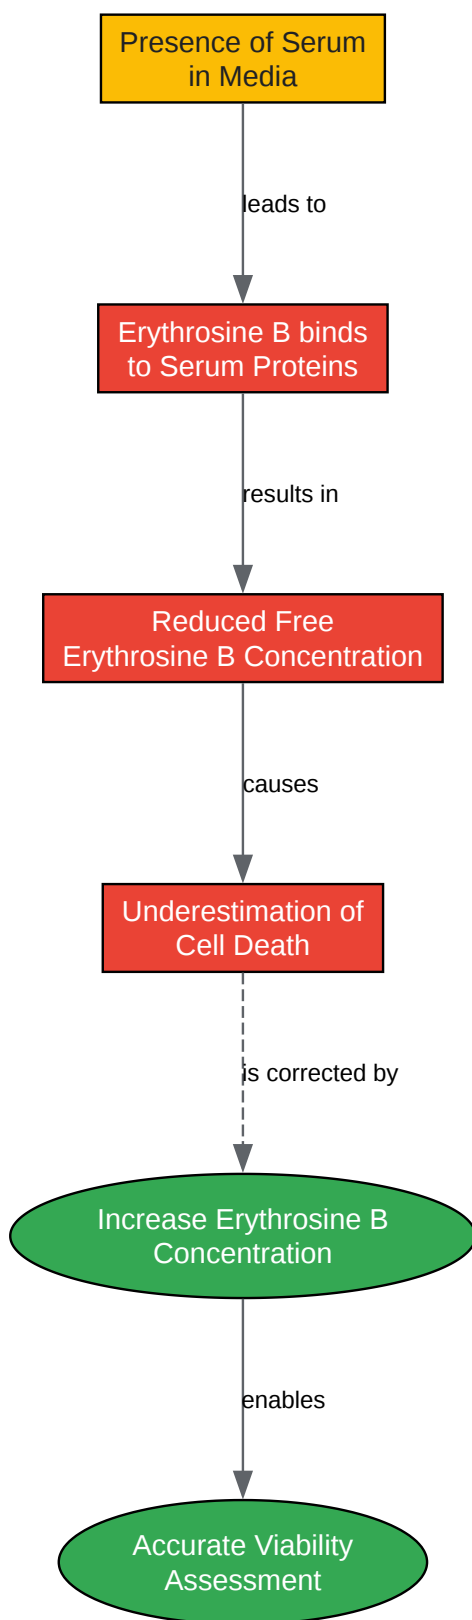 Presence of Serum
in Media
leads to
Erythrosine B binds
to Serum Proteins
results in
Reduced Free
Erythrosine B Concentration
causes
Underestimation of
Cell Death
is corrected by
Increase Erythrosine B
Concentration
enables
Accurate Viability
Assessment